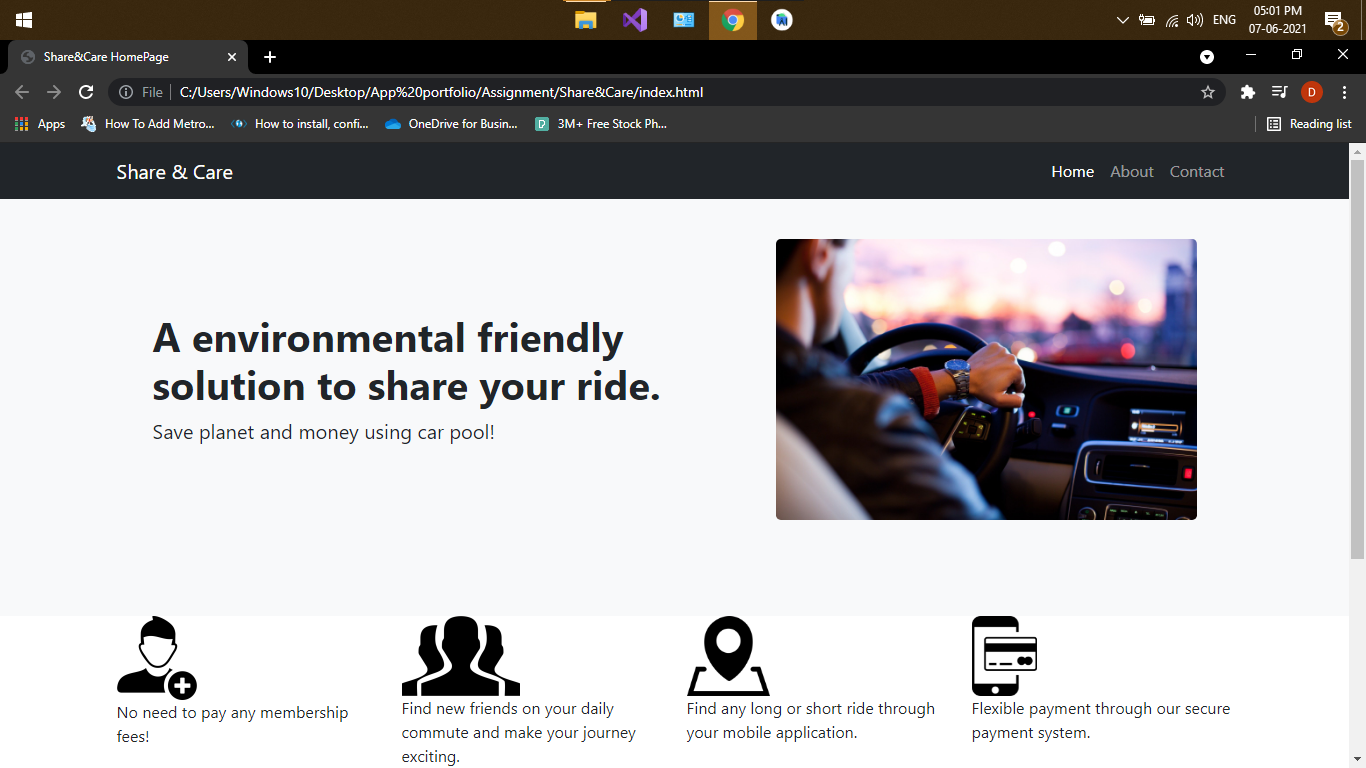 05:01 PM
ENG
07-06-2021
2
Share&Care HomePage
File
C:/Users/Windows10/Desktop/App%20portfolio/Assignment/Share&Care/index.html
D
Apps
How To Add Metro...
How to install, confi...
OneDrive for Busin...
3M+ Free Stock Ph...
Reading list
Share & Care
Home
About
Contact
A environmental friendly
solution to share your ride.
Save planet and money using car pool!
No need to pay any membership
fees!
Find new friends on your daily
commute and make your journey
exciting.
Find any long or short ride through
your mobile application.
Flexible payment through our secure
payment system.